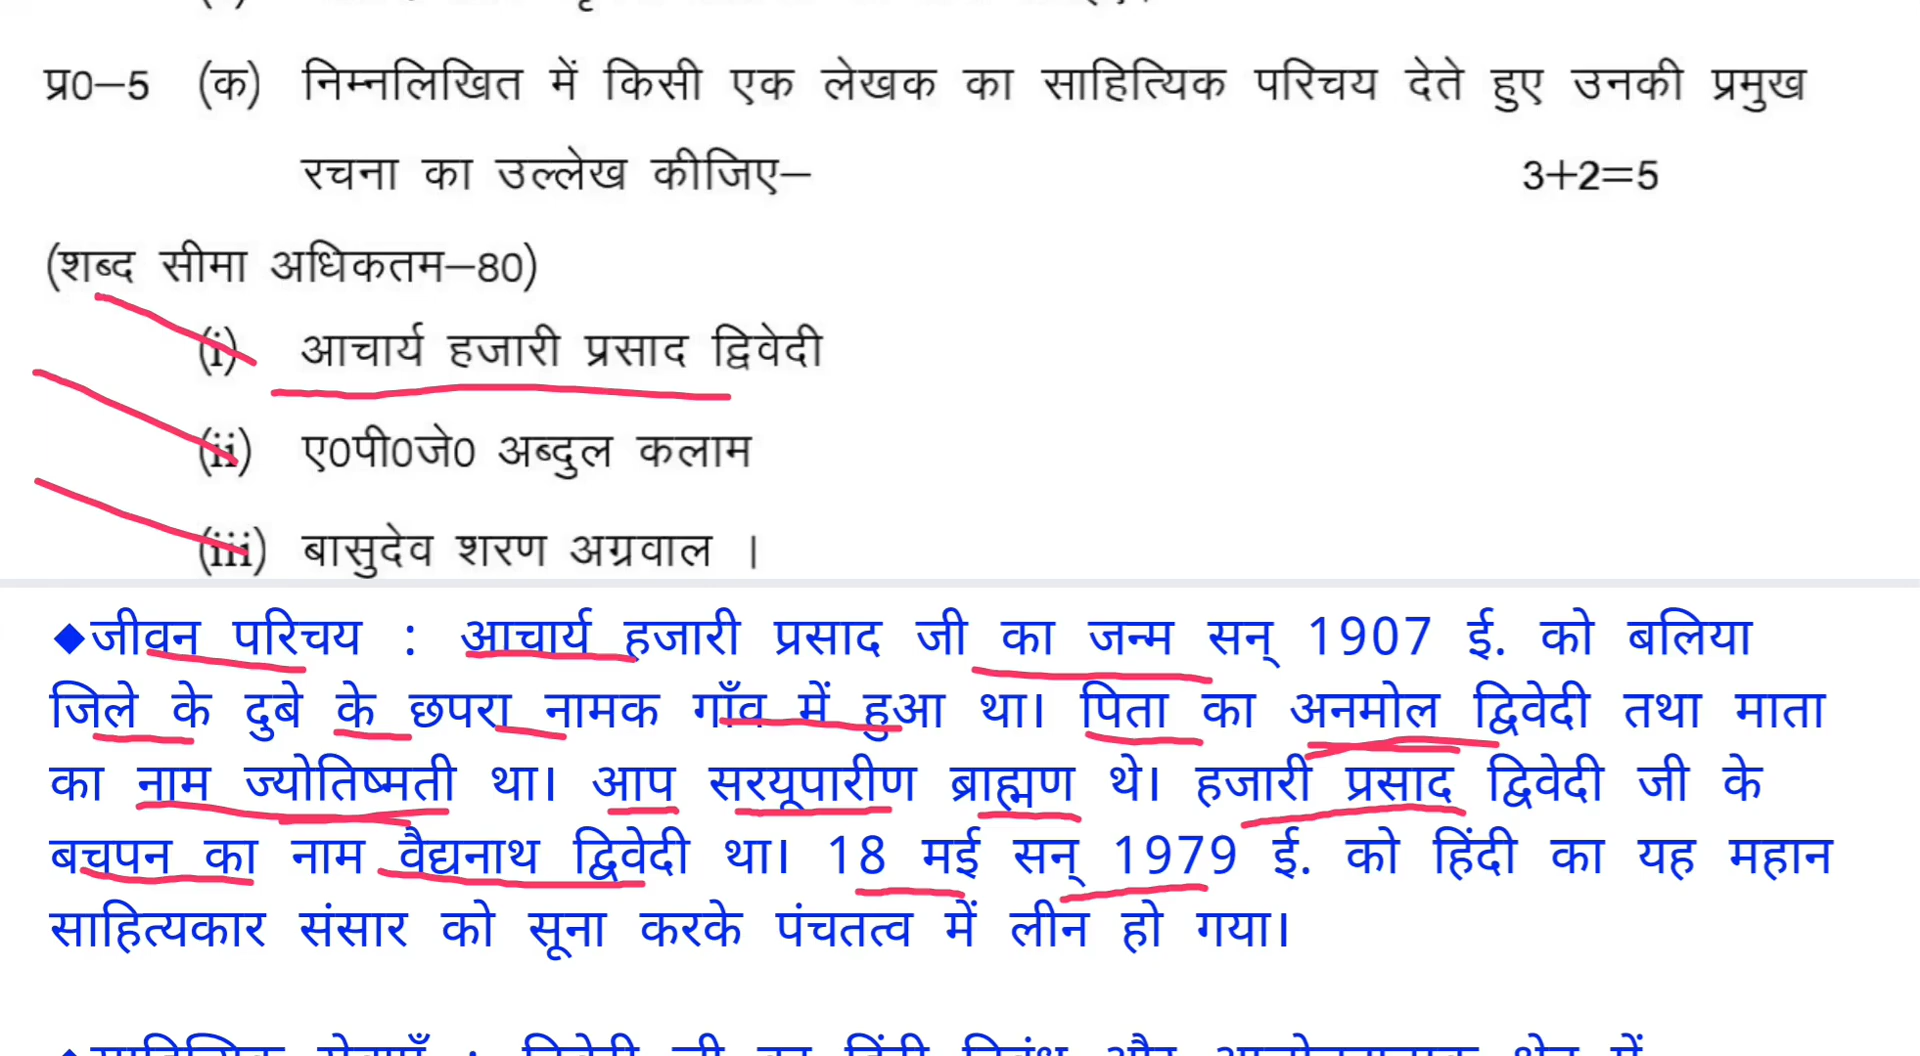 प्र0–5 (क) निम्नलिखित में किसी एक लेखक का साहित्यिक परिचय देते हुए उनकी प्रमुख
रचना का उल्लेख कीजिए– 3+2=5
(शब्द सीमा अधिकतम–80)
(i) आचार्य हजारी प्रसाद द्विवेदी
(ii) ए0पी0जे0 अब्दुल कलाम
(iii) बासुदेव शरण अग्रवाल ।
◆जीवन परिचय : आचार्य हजारी प्रसाद जी का जन्म सन् 1907 ई. को बलिया
जिले के दुबे के छपरा नामक गाँव में हुआ था। पिता का अनमोल द्विवेदी तथा माता
का नाम ज्योतिष्मती था। आप सरयूपारीण ब्राह्मण थे। हजारी प्रसाद द्विवेदी जी के
बचपन का नाम वैद्यनाथ द्विवेदी था। 18 मई सन् 1979 ई. को हिंदी का यह महान
साहित्यकार संसार को सूना करके पंचतत्व में लीन हो गया।